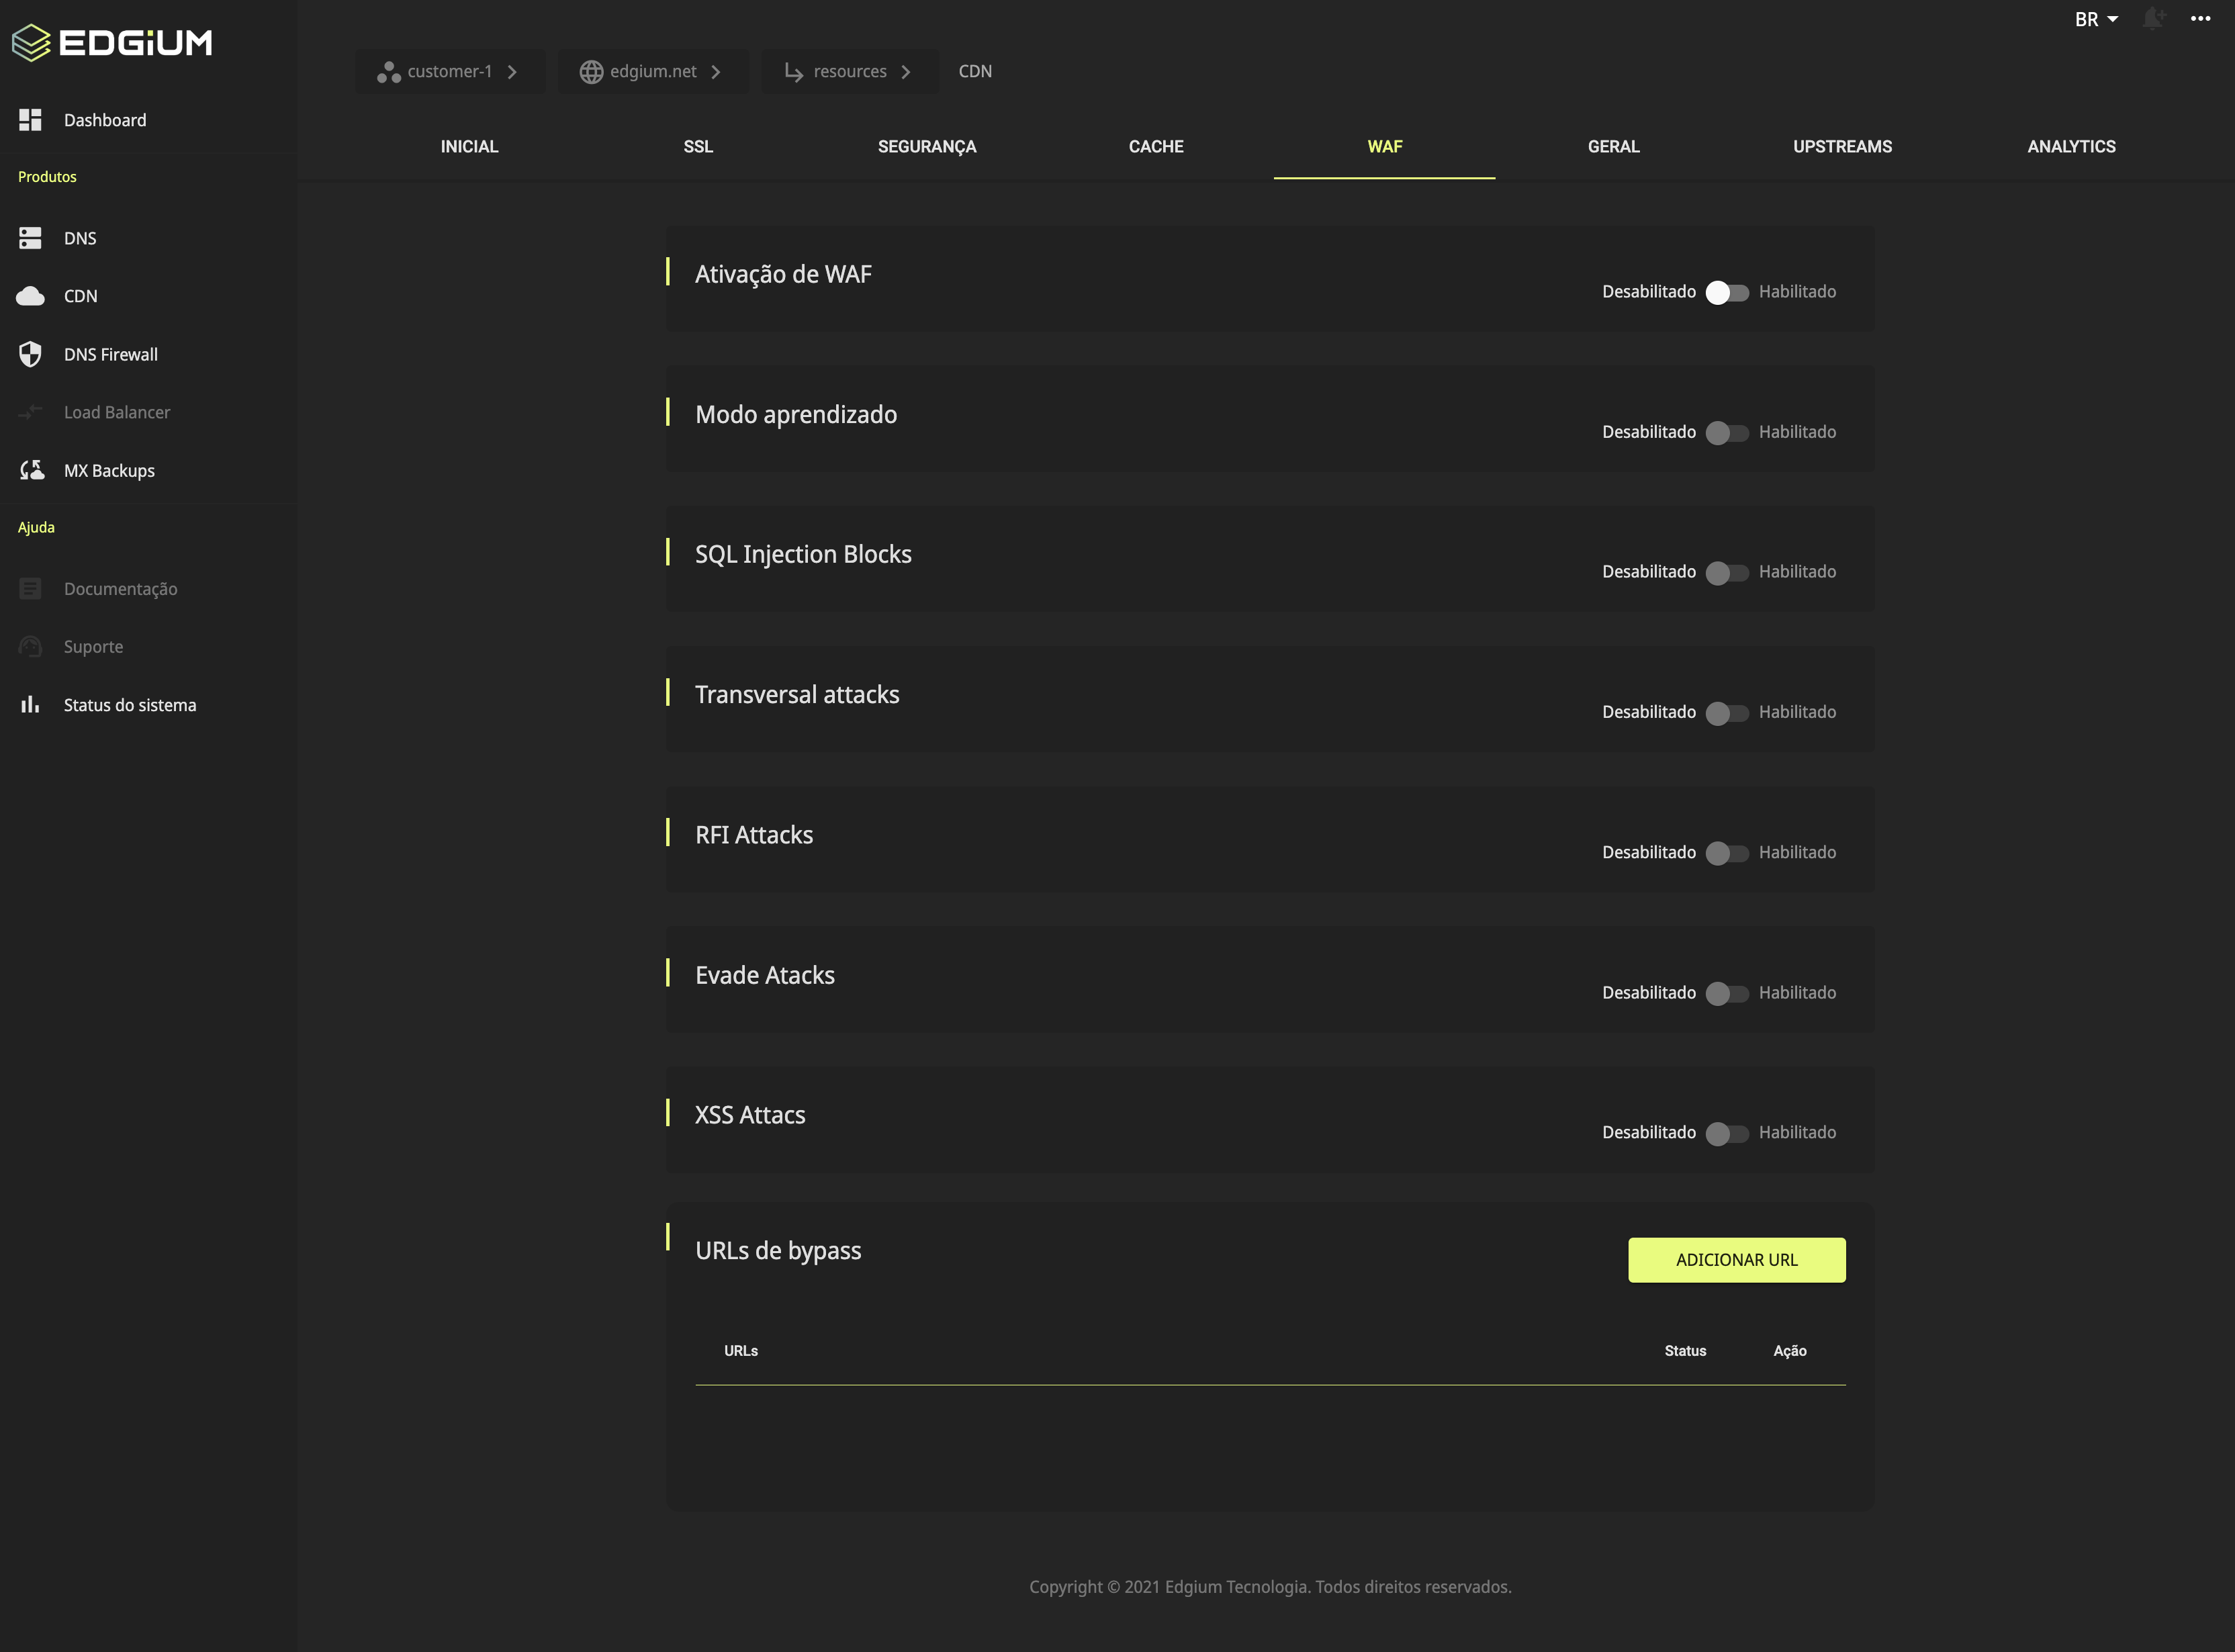 EDGiUM
BR
customer-1
edgium.net
resources
CDN
Dashboard
Produtos
DNS
CDN
DNS Firewall
Load Balancer
MX Backups
Ajuda
Documentação
Suporte
Status do sistema
INICIAL
SSL
SEGURANÇA
CACHE
WAF
GERAL
UPSTREAMS
ANALYTICS
Ativação de WAF
Desabilitado Habilitado
Modo aprendizado
Desabilitado Habilitado
SQL Injection Blocks
Desabilitado Habilitado
Transversal attacks
Desabilitado Habilitado
RFI Attacks
Desabilitado Habilitado
Evade Atacks
Desabilitado Habilitado
XSS Attacs
Desabilitado Habilitado
URLs de bypass
ADICIONAR URL
URLs Status Ação
Copyright © 2021 Edgium Tecnologia. Todos direitos reservados.